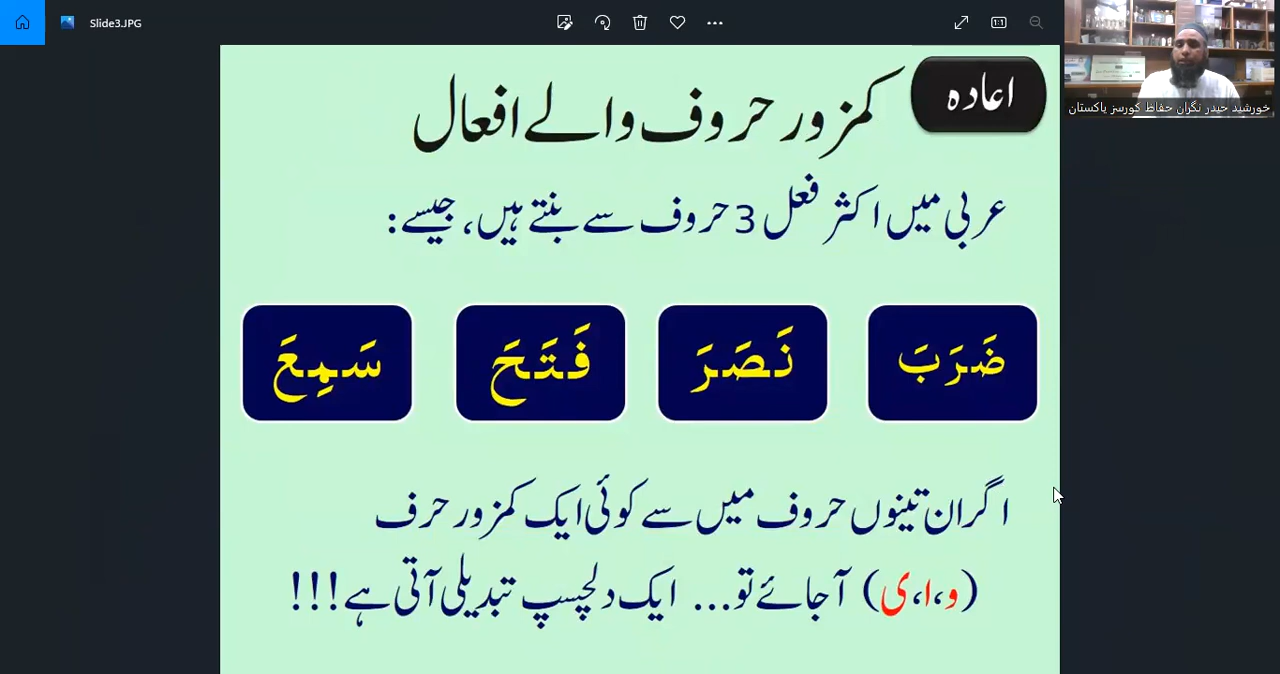 Slide3.JPG
خورشید حیدر نگران حفاظ کورسز پاکستان
اعادہ
کمزور حروف والے افعال
عربی میں اکثر فعل 3 حروف سے بنتے ہیں، جیسے:
ضَرَبَ نَصَرَ فَتَحَ سَمِعَ
اگر ان تینوں حروف میں سے کوئی ایک کمزور حرف
(و، ا، ی) آجائے تو... ایک دلچسپ تبدیلی آتی ہے!!!